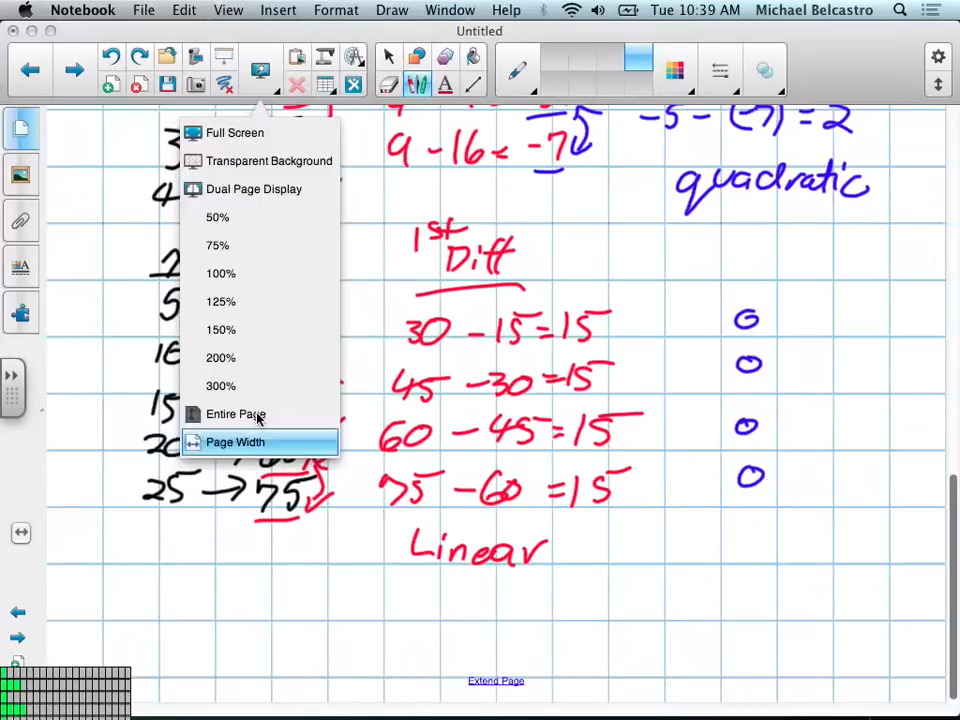 Notebook File Edit View Insert Format Draw Window Help Tue 10:39 AM Michael Belcastro
Untitled
A
Full Screen
Transparent Background
Dual Page Display
50%
75%
100%
125%
150%
200%
300%
Entire Page
Page Width
-5 - (-7) = 2
9 - 16 = -7
quadratic
1st
Diff
30 - 15 = 15 0
45 - 30 = 15 0
60 - 45 = 15 0
75 - 60 = 15 0
25 → 75
Linear
Extend Page